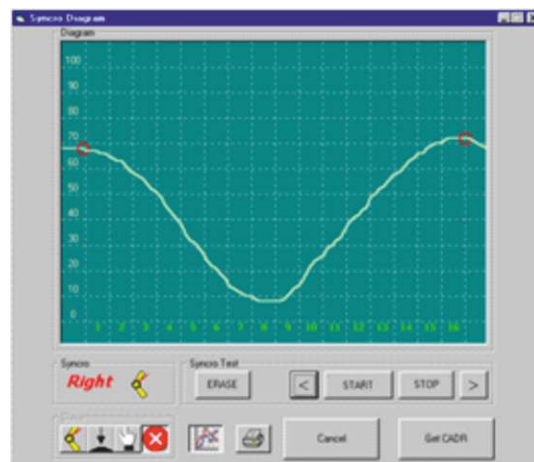 Syncro Diagram
Diagram
100
90
80
70
60
50
40
30
20
10
0
1 2 3 4 5 6 7 8 9 10 11 12 13 14 15 16
Syncro
Right
Syncro Test
ERASE
<
START
STOP
>
Cancel
Get CADR